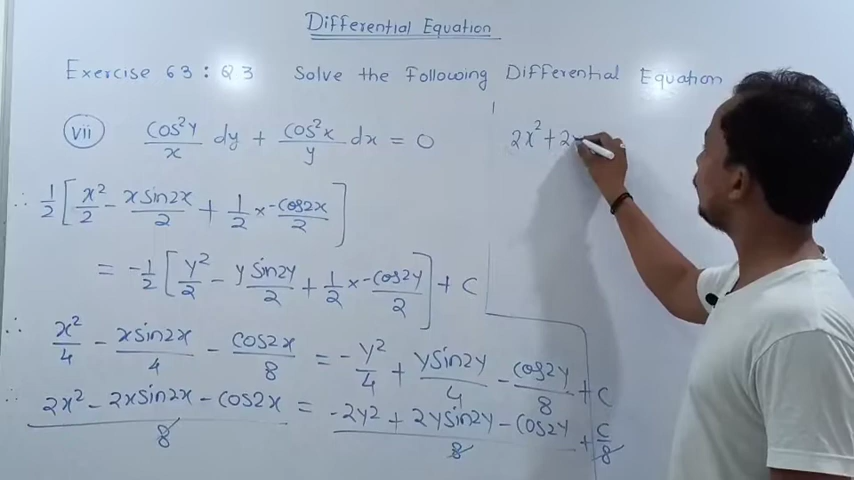 Differential Equation
Exercise 63 : Q3 Solve the Following Differential Equation
vii cos²y/x dy + cos²x/y dx = 0
∴ 1/2 [ x²/2 - x sin2x/2 + 1/2 × -cos2x/2 ]
= -1/2 [ y²/2 - y sin2y/2 + 1/2 × -cos2y/2 ] + c
∴ x²/4 - x sin2x/4 - cos2x/8 = - y²/4 + y sin2y/4 - cos2y/8 + c
∴ 2x² - 2x sin2x - cos2x/8 = -2y² + 2y sin2y - cos2y/8 + c/8
2x² + 2